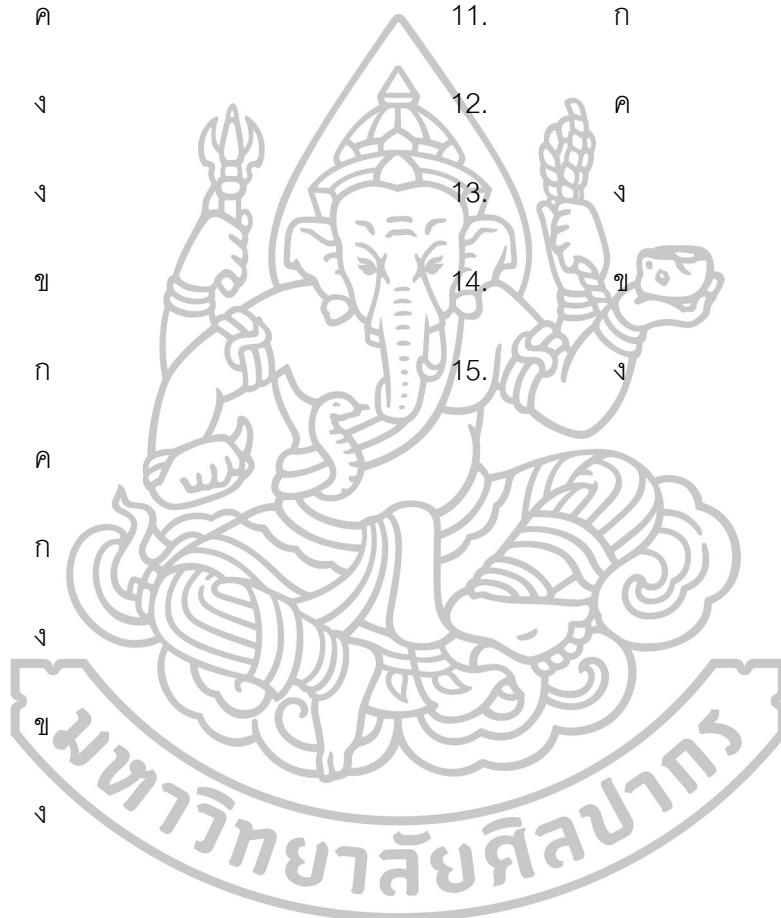 ค 11. ก
ง 12. ค
ง 13. ง
ข 14. ข
ก 15. ง
ค
ก
ง
ข
ง
มหาวิทยาลัยศิลปากร